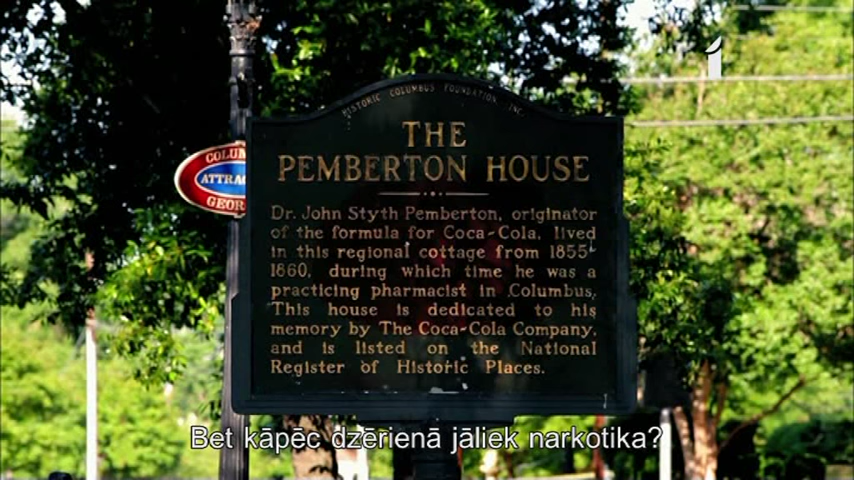 1
HISTORIC COLUMBUS FOUNDATION, INC.
THE
PEMBERTON HOUSE
COLUM
ATTRAC
GEOR
Dr. John Styth Pemberton, originator
of the formula for Coca-Cola, lived
in this regional cottage from 1855-
1860, during which time he was a
practicing pharmacist in Columbus.
This house is dedicated to his
memory by The Coca-Cola Company,
and is listed on the National
Register of Historic Places.
Bet kāpēc dzērienā jāliek narkotika?